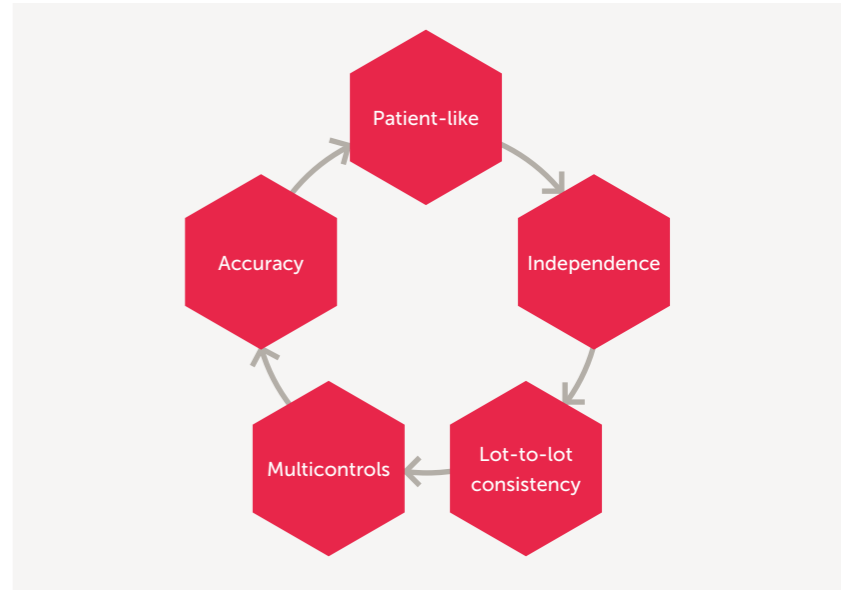 Patient-like
Independence
Lot-to-lot
consistency
Multicontrols
Accuracy